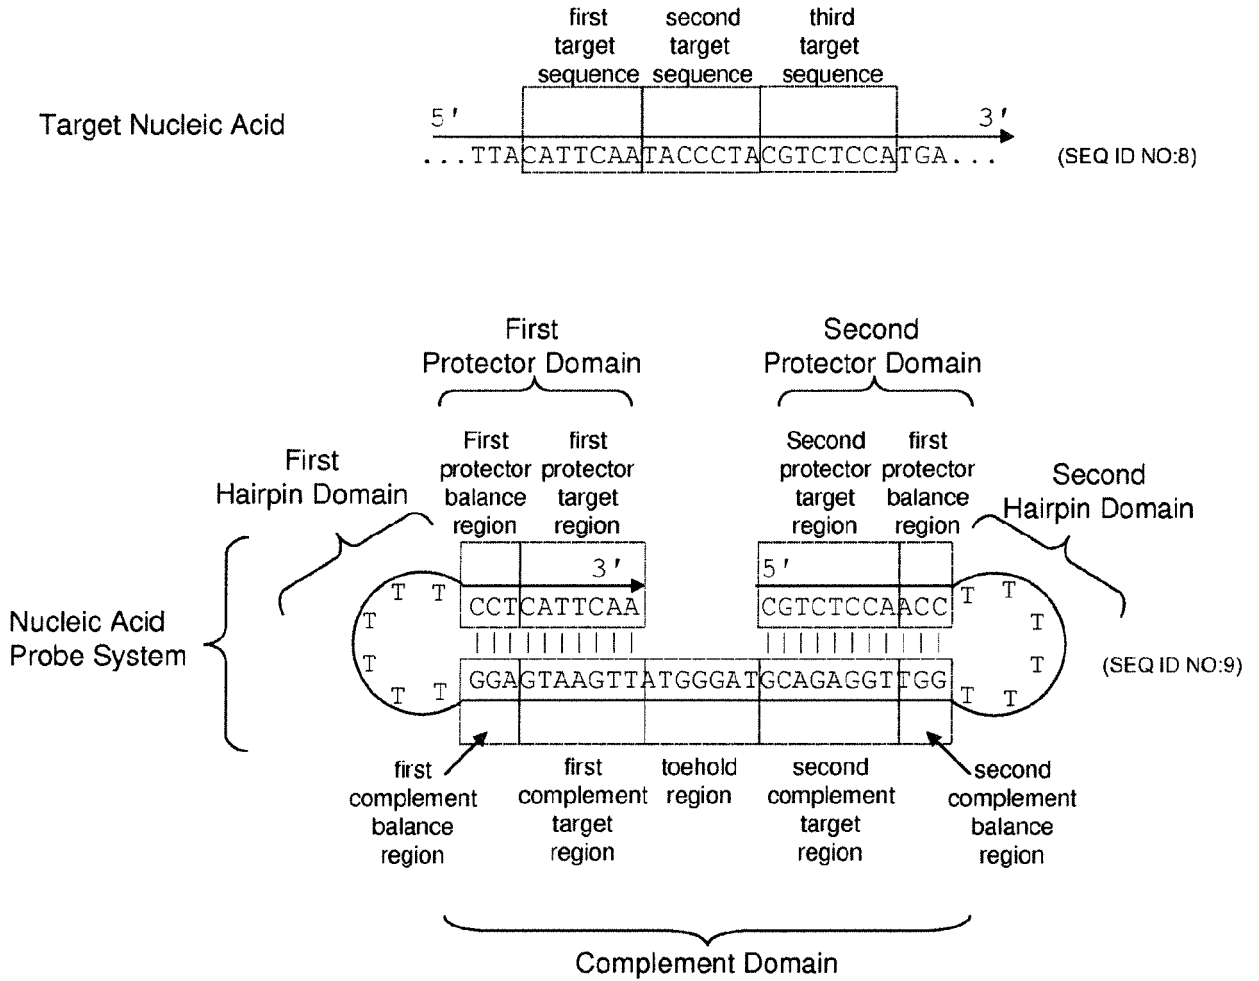 first second third
target target target
sequence sequence sequence
Target Nucleic Acid
5' 3'
...TTACATTCAATACCCTACGTCTCCATGA...
(SEQ ID NO:8)
First
Protector Domain
Second
Protector Domain
First
Hairpin Domain
First
protector
balance
region
first
protector
target
region
Second
protector
target
region
first
protector
balance
region
Second
Hairpin Domain
Nucleic Acid
Probe System
3'
5'
T T
CCTCATTCAA
CGTCTCCAACC
T T
T
T
T
T
T T
GGAGTAAGTTATGGGATGCAGAGGTTGG
T T
(SEQ ID NO:9)
first
complement
balance
region
first
complement
target
region
toehold
region
second
complement
target
region
second
complement
balance
region
Complement Domain